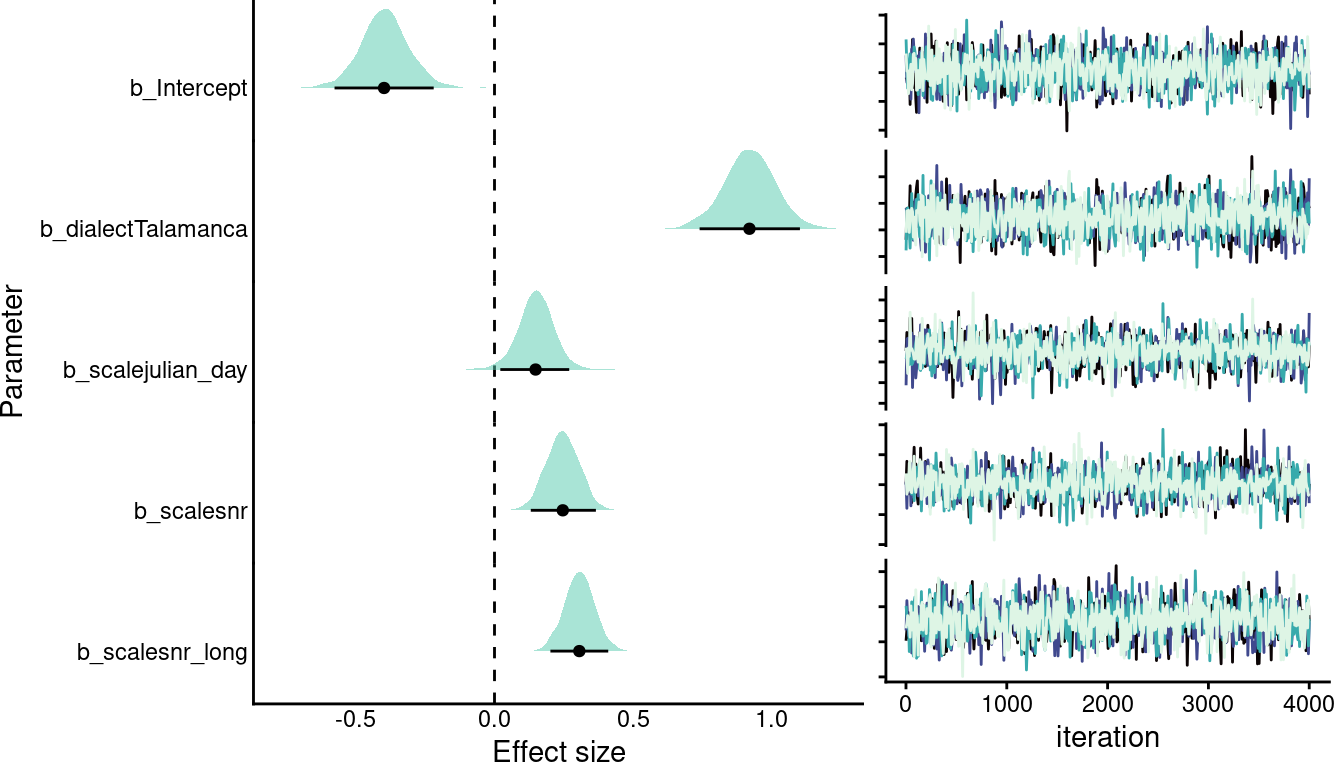 Parameter
b_Intercept
b_dialectTalamanca
b_scalejulian_day
b_scalesnr
b_scalesnr_long
-0.5 0.0 0.5 1.0
Effect size
0 1000 2000 3000 4000
iteration